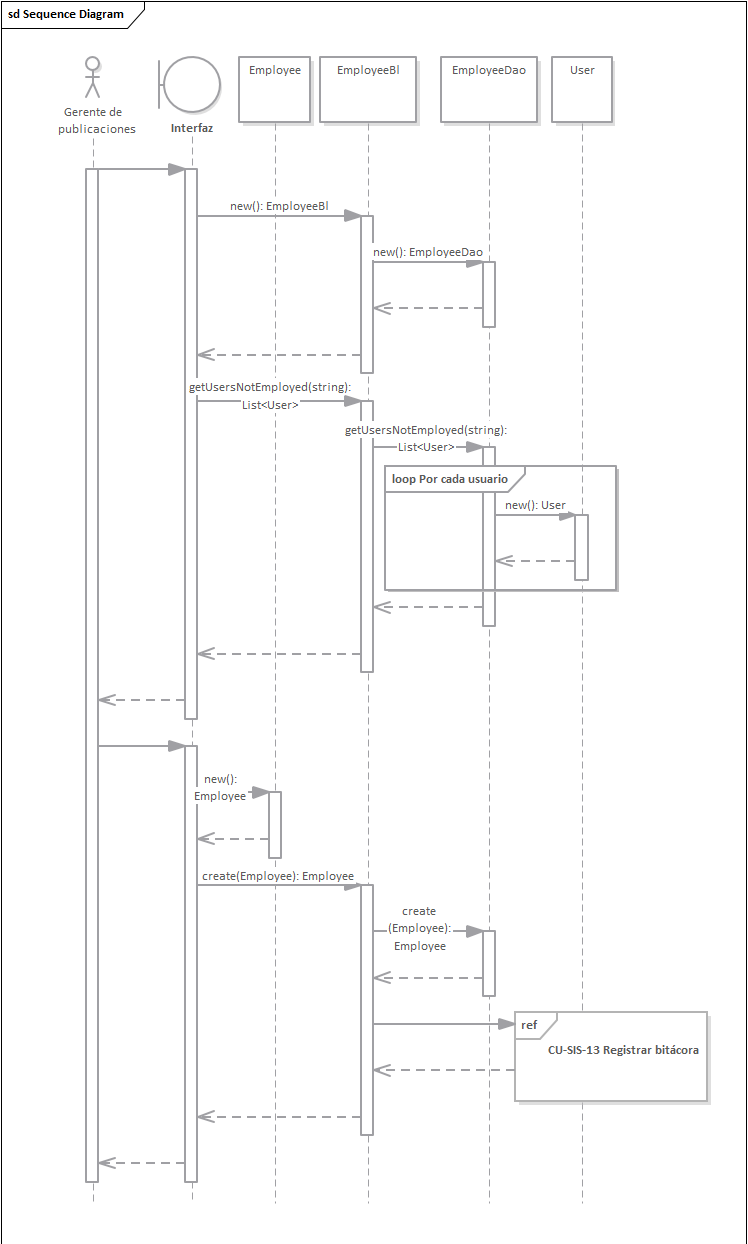 sd Sequence Diagram
Gerente de
publicaciones
Interfaz
Employee
EmployeeBl
EmployeeDao
User
new(): EmployeeBl
new(): EmployeeDao
getUsersNotEmployed(string):
List<User>
getUsersNotEmployed(string):
List<User>
loop Por cada usuario
new(): User
new():
Employee
create(Employee): Employee
create
(Employee):
Employee
ref
CU-SIS-13 Registrar bitácora